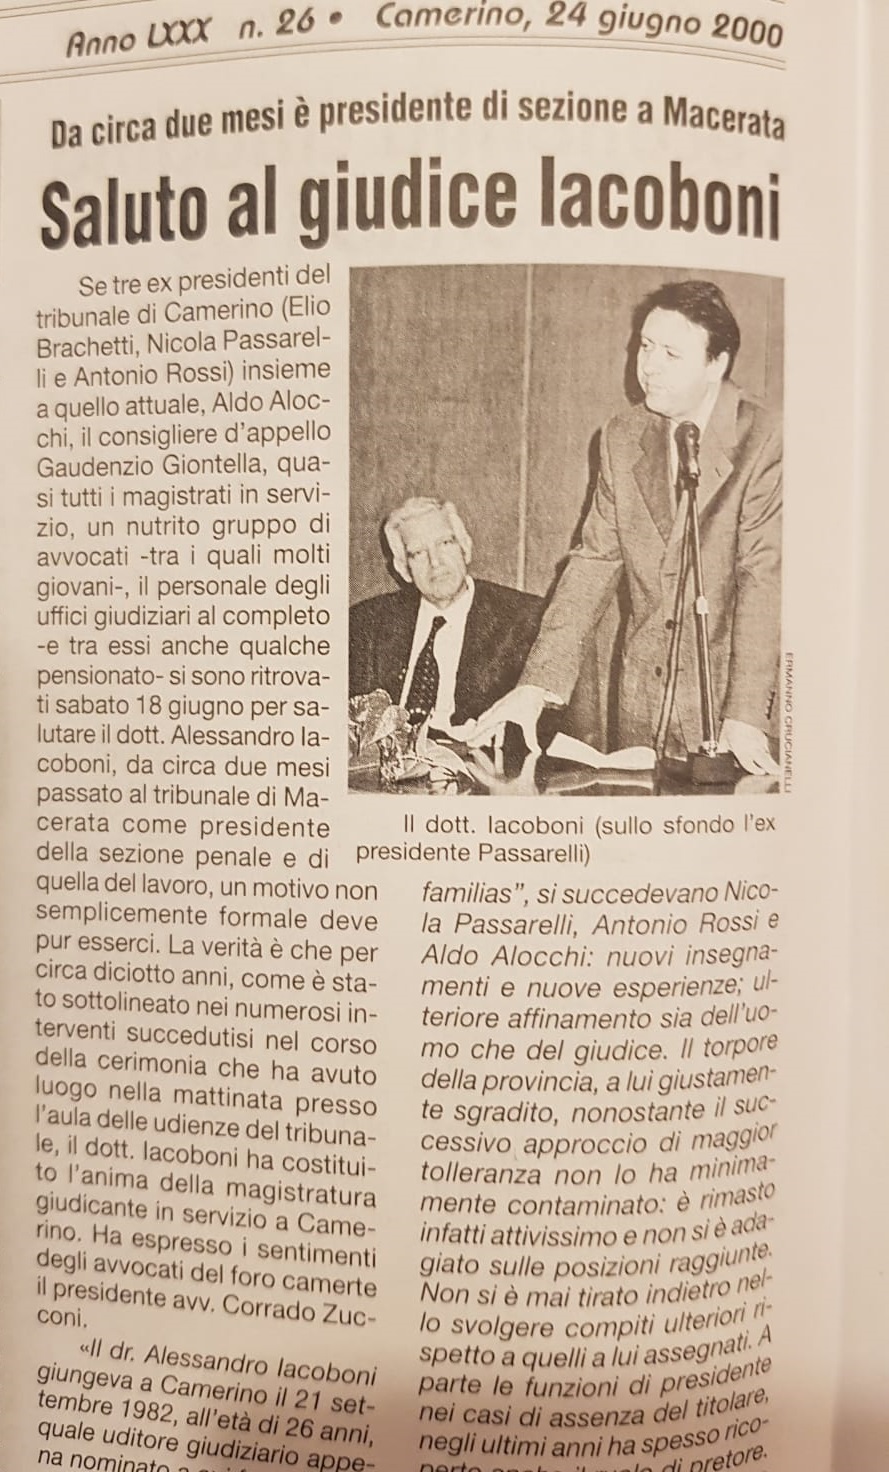 Anno LXXX n. 26 • Camerino, 24 giugno 2000
Da circa due mesi è presidente di sezione a Macerata
Saluto al giudice Iacoboni
Se tre ex presidenti del
tribunale di Camerino (Elio
Brachetti, Nicola Passarel-
li e Antonio Rossi) insieme
a quello attuale, Aldo Aloc-
chi, il consigliere d'appello
Gaudenzio Giontella, qua-
si tutti i magistrati in servi-
zio, un nutrito gruppo di
avvocati -tra i quali molti
giovani-, il personale degli
uffici giudiziari al completo
-e tra essi anche qualche
pensionato- si sono ritrova-
ti sabato 18 giugno per sa-
lutare il dott. Alessandro Ia-
coboni, da circa due mesi
passato al tribunale di Ma-
cerata come presidente
della sezione penale e di
quella del lavoro, un motivo non
semplicemente formale deve
pur esserci. La verità è che per
circa diciotto anni, come è sta-
to sottolineato nei numerosi in-
terventi succedutisi nel corso
della cerimonia che ha avuto
luogo nella mattinata presso
l'aula delle udienze del tribuna-
le, il dott. Iacoboni ha costitui-
to l'anima della magistratura
giudicante in servizio a Came-
rino. Ha espresso i sentimenti
degli avvocati del foro camerte
il presidente avv. Corrado Zuc-
coni.
«Il dr. Alessandro Iacoboni
giungeva a Camerino il 21 set-
tembre 1982, all'età di 26 anni,
quale uditore giudiziario appe-
na nominato
ERMANNO CRUCIANELLI
Il dott. Iacoboni (sullo sfondo l'ex
presidente Passarelli)
familias", si succedevano Nico-
la Passarelli, Antonio Rossi e
Aldo Alocchi: nuovi insegna-
menti e nuove esperienze; ul-
teriore affinamento sia dell'uo-
mo che del giudice. Il torpore
della provincia, a lui giustamen-
te sgradito, nonostante il suc-
cessivo approccio di maggior
tolleranza non lo ha minima-
mente contaminato: è rimasto
infatti attivissimo e non si è ada-
giato sulle posizioni raggiunte.
Non si è mai tirato indietro nel-
lo svolgere compiti ulteriori ri-
spetto a quelli a lui assegnati. A
parte le funzioni di presidente
nei casi di assenza del titolare,
negli ultimi anni ha spesso rico-
di pretore.